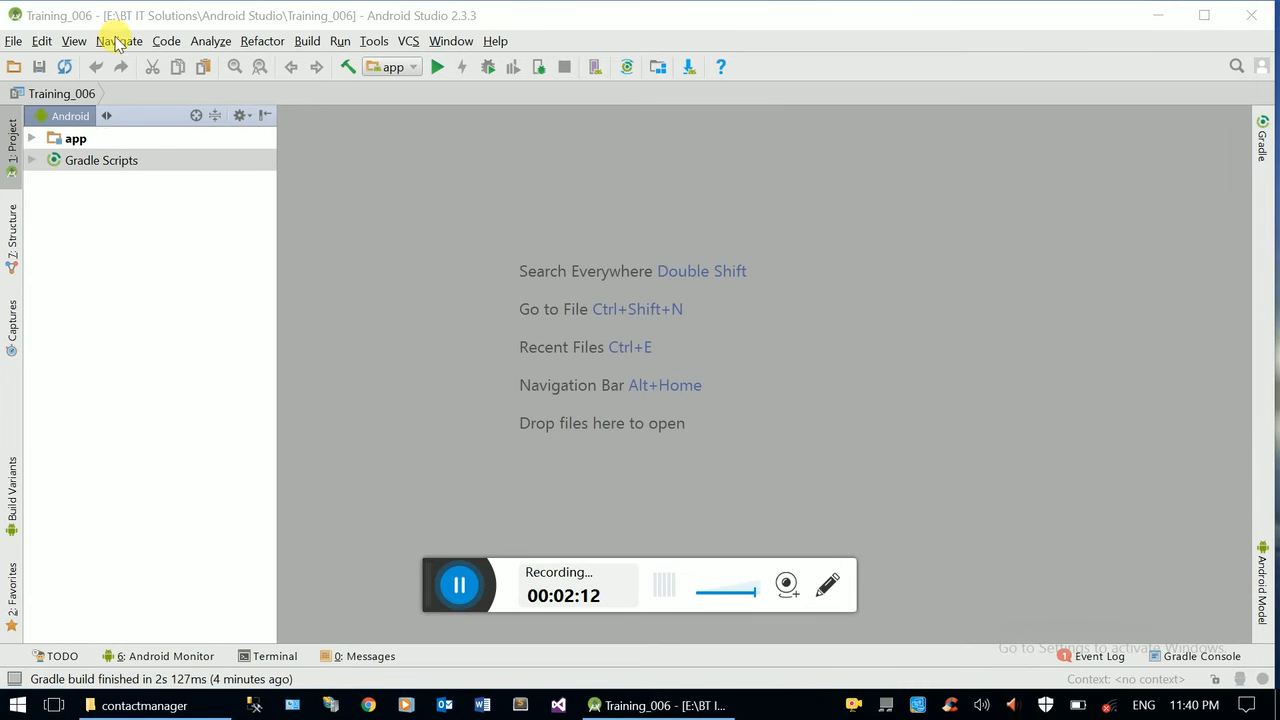 Training_006 - [E:\BT IT Solutions\Android Studio\Training_006] - Android Studio 2.3.3
File Edit View Navigate Code Analyze Refactor Build Run Tools VCS Window Help
app
Training_006
Android
app
Gradle Scripts
1: Project
7: Structure
Captures
Build Variants
2: Favorites
Search Everywhere Double Shift
Go to File Ctrl+Shift+N
Recent Files Ctrl+E
Navigation Bar Alt+Home
Drop files here to open
Recording...
00:02:12
Gradle
Android Model
Go to Settings to activate Windows.
TODO 6: Android Monitor Terminal 0: Messages 1 Event Log Gradle Console
Gradle build finished in 2s 127ms (4 minutes ago) Context: <no context>
contactmanager Training_006 - [E:\BT I... ENG 11:40 PM